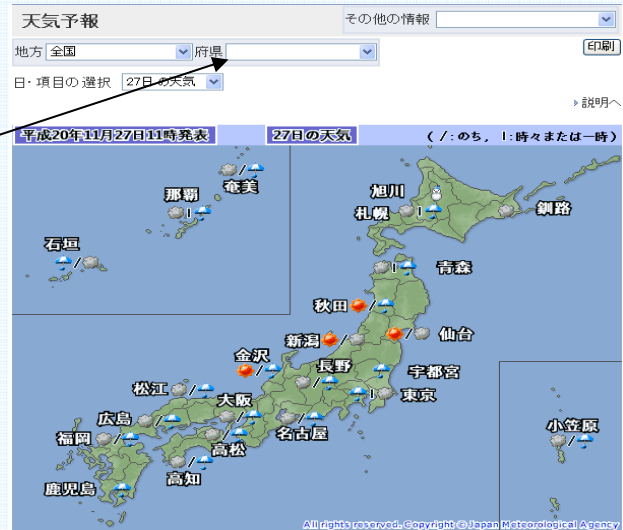 天気予報 その他の情報
地方 全国 府県 印刷
日・項目の選択 27日の天気
説明へ
平成20年11月27日11時発表 27日の天気 (/:のち, |:時々または一時)
奄美
那覇
旭川
札幌
釧路
石垣
青森
秋田
新潟
仙台
金沢
長野
宇都宮
松江
大阪
東京
広島
名古屋
小笠原
福岡
高松
高知
鹿児島
All rights reserved. Copyright © Japan Meteorological Agency